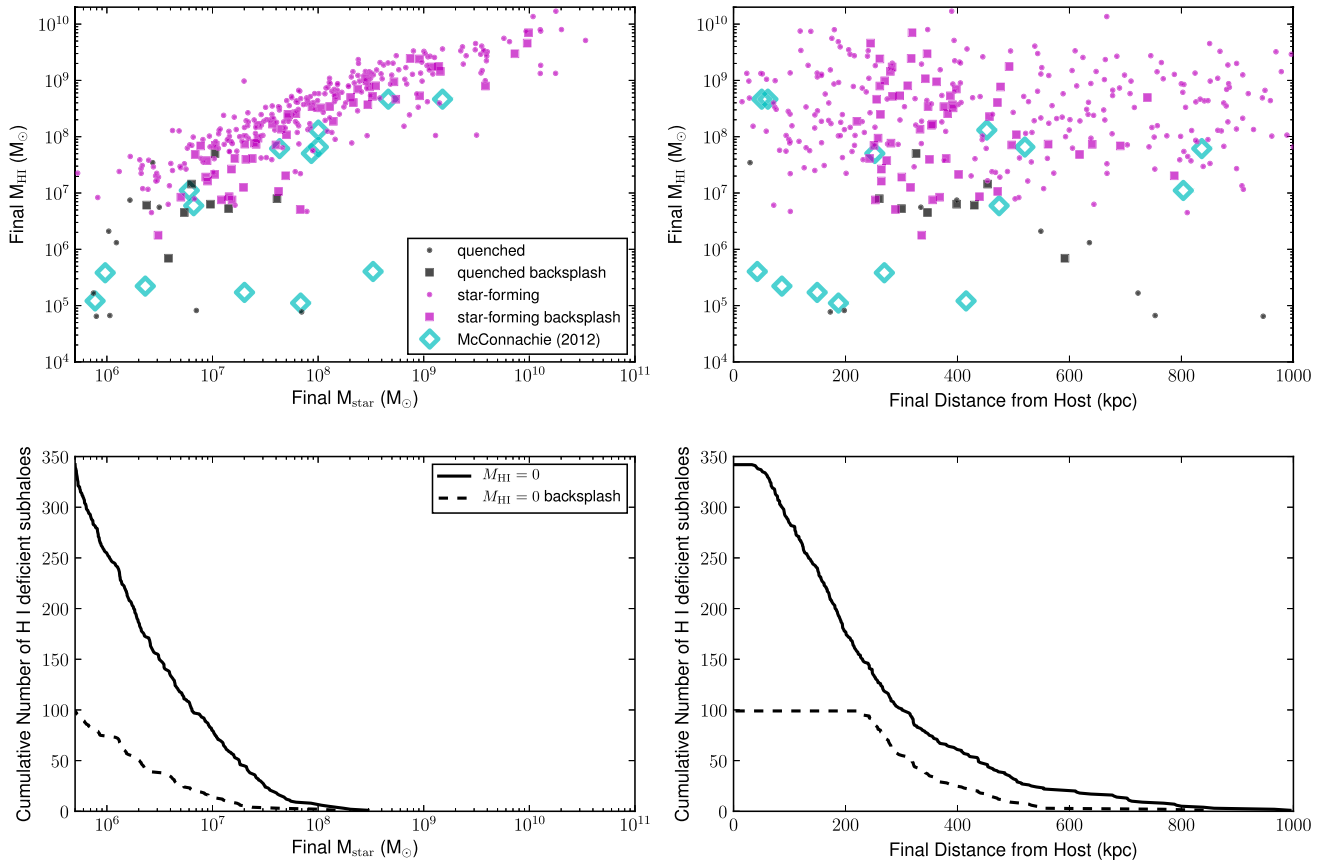 10^10
10^9
10^8
10^7
10^6
10^5
10^4
Final M_HI (M_⊙)
quenched
quenched backsplash
star-forming
star-forming backsplash
McConnachie (2012)
10^6 10^7 10^8 10^9 10^10 10^11
Final M_star (M_⊙)
10^10
10^9
10^8
10^7
10^6
10^5
10^4
Final M_HI (M_⊙)
0 200 400 600 800 1000
Final Distance from Host (kpc)
350
300
250
200
150
100
50
0
Cumulative Number of H I deficient subhaloes
M_HI = 0
M_HI = 0 backsplash
10^6 10^7 10^8 10^9 10^10 10^11
Final M_star (M_⊙)
350
300
250
200
150
100
50
0
Cumulative Number of H I deficient subhaloes
0 200 400 600 800 1000
Final Distance from Host (kpc)